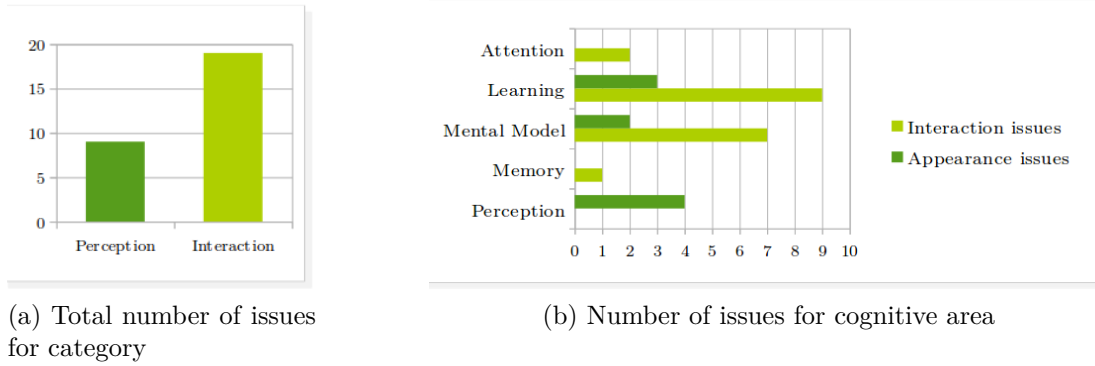 20
15
10
5
0
Perception Interaction
(a) Total number of issues
for category
Attention
Learning
Mental Model
Memory
Perception
0 1 2 3 4 5 6 7 8 9 10
Interaction issues
Appearance issues
(b) Number of issues for cognitive area